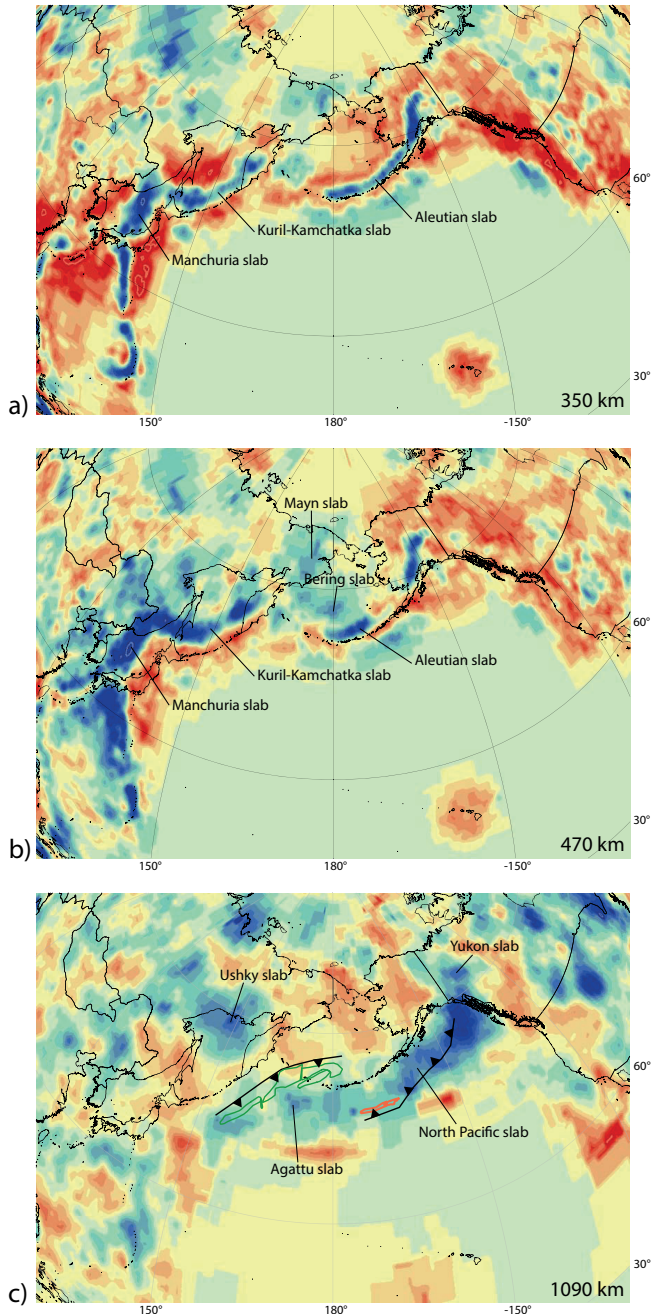 60°
Kuril-Kamchatka slab
Aleutian slab
Manchuria slab
30°
a)
350 km
150°
180°
-150°
Mayn slab
Bering slab
60°
Kuril-Kamchatka slab
Aleutian slab
Manchuria slab
30°
b)
470 km
150°
180°
-150°
Yukon slab
Ushky slab
60°
North Pacific slab
Agattu slab
30°
c)
1090 km
150°
180°
-150°